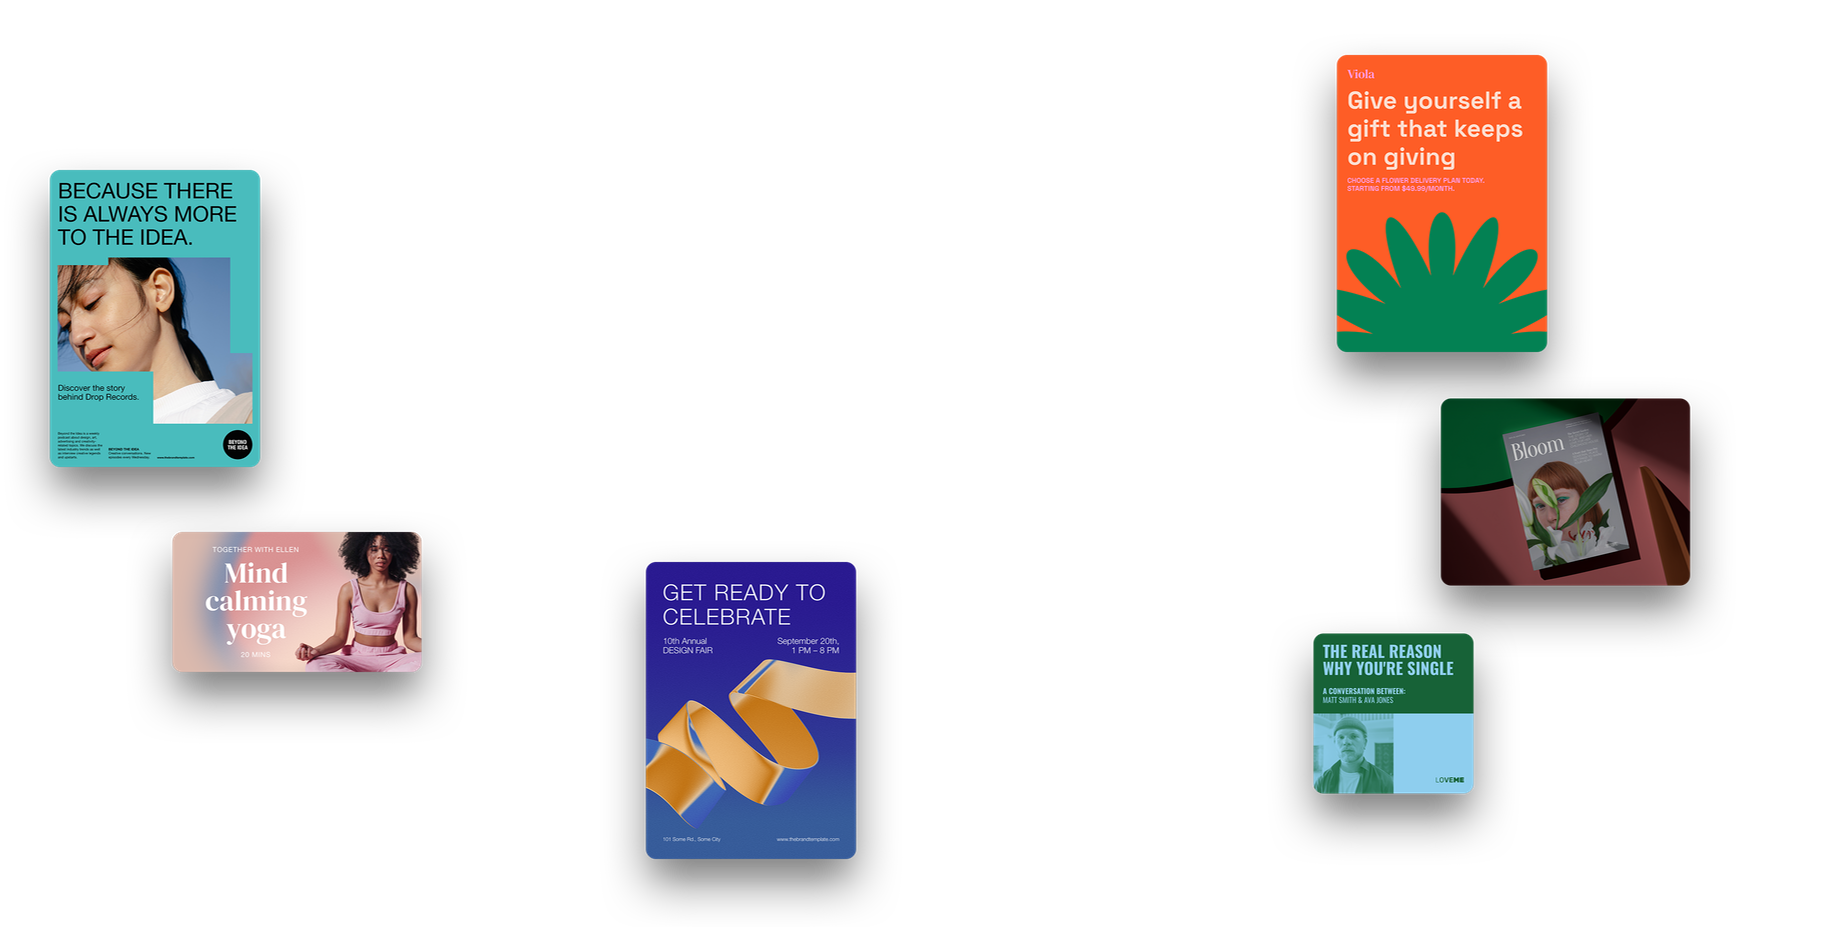 BECAUSE THERE
IS ALWAYS MORE
TO THE IDEA.
Discover the story
behind Drop Records.
BEYOND THE IDEA
www.thebrandtemplate.com
BEYOND
THE IDEA
TOGETHER WITH ELLEN
Mind
calming
yoga
20 MINS
GET READY TO
CELEBRATE
10th Annual
DESIGN FAIR
September 20th,
1 PM – 8 PM
101 Some Rd., Some City
www.thebrandtemplate.com
Viola
Give yourself a
gift that keeps
on giving
CHOOSE A FLOWER DELIVERY PLAN TODAY.
STARTING FROM $49.99/MONTH.
Bloom
THE REAL REASON
WHY YOU'RE SINGLE
A CONVERSATION BETWEEN:
MATT SMITH & AVA JONES
LOVEME